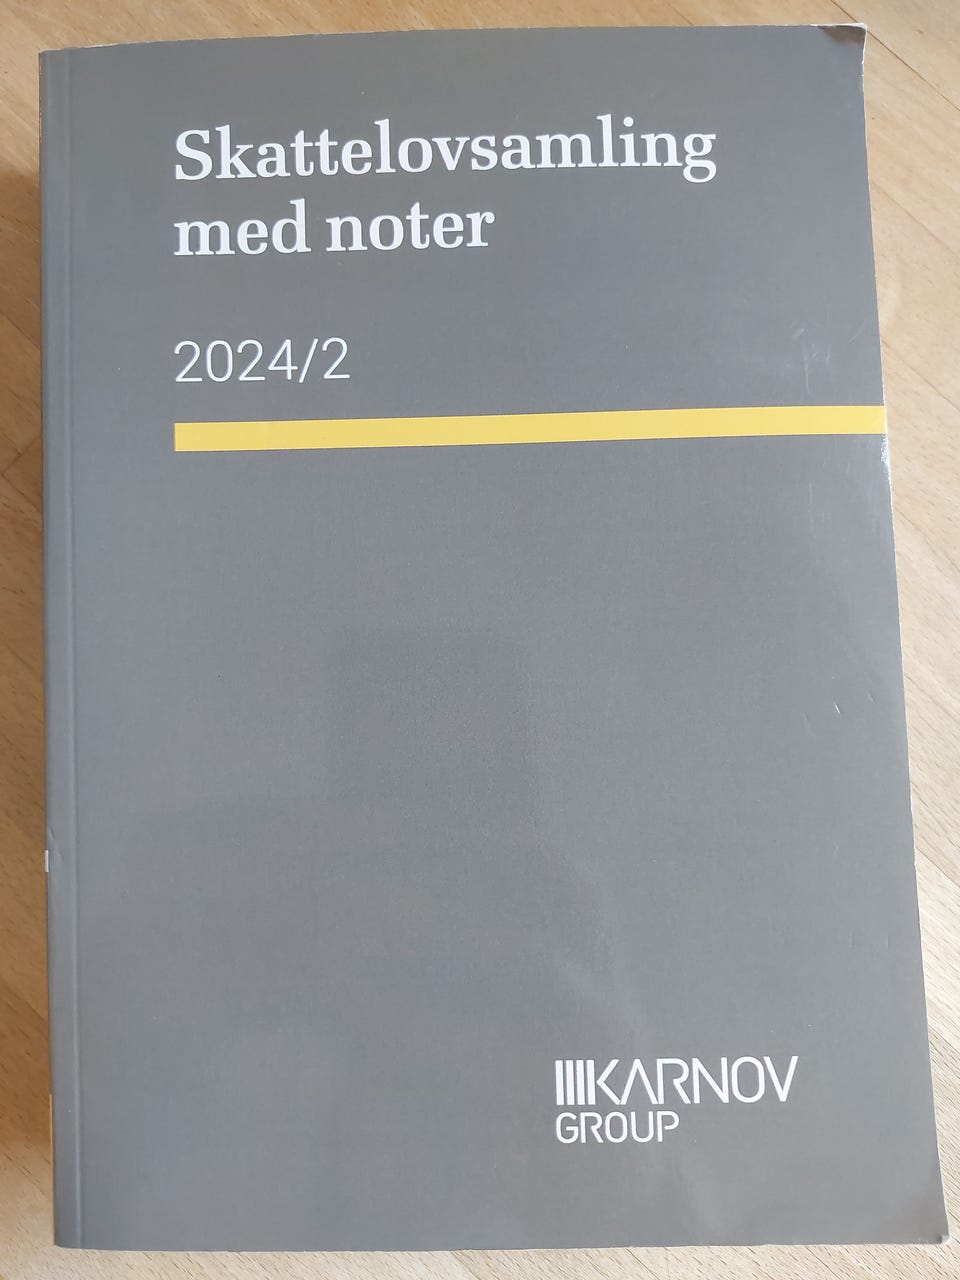 Skattelovsamling
med noter
2024/2
KARNOV
GROUP